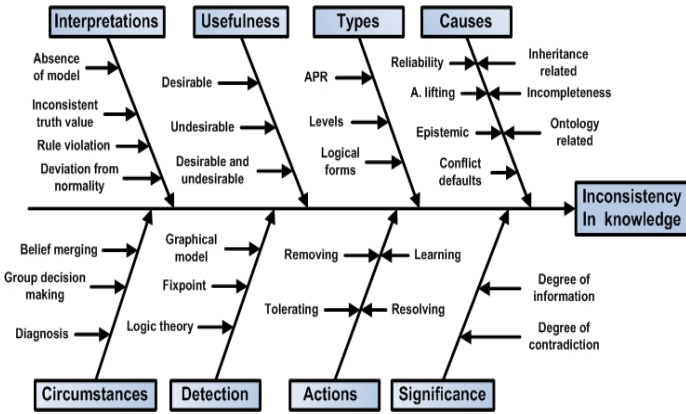 Interpretations
Usefulness
Types
Causes
Absence
of model
Inconsistent
truth value
Rule violation
Deviation from
normality
Desirable
Undesirable
Desirable and
undesirable
APR
Levels
Logical
forms
Reliability
A. lifting
Epistemic
Conflict
defaults
Inheritance
related
Incompleteness
Ontology
related
Inconsistency
In knowledge
Belief merging
Group decision
making
Diagnosis
Graphical
model
Fixpoint
Logic theory
Removing
Learning
Tolerating
Resolving
Degree of
information
Degree of
contradiction
Circumstances
Detection
Actions
Significance